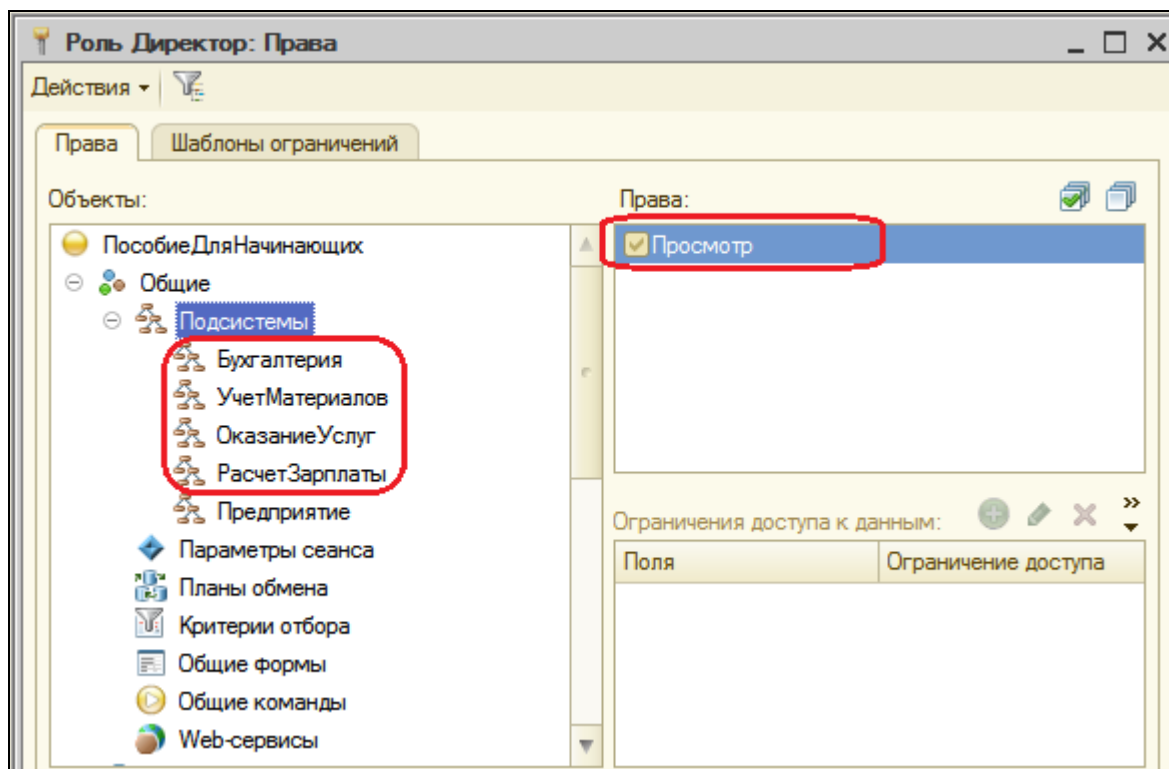 Роль Директор: Права
Действия
Права Шаблоны ограничений
Объекты: Права:
ПособиеДляНачинающих
Просмотр
Общие
Подсистемы
Бухгалтерия
УчетМатериалов
ОказаниеУслуг
РасчетЗарплаты
Предприятие
Параметры сеанса
Планы обмена
Критерии отбора
Общие формы
Общие команды
Web-сервисы
Ограничения доступа к данным:
Поля Ограничение доступа